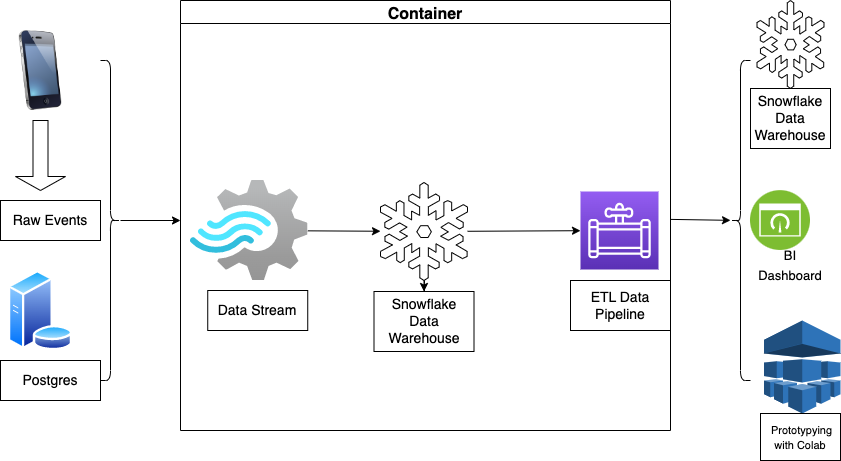 Container
Raw Events
Postgres
Data Stream
Snowflake
Data
Warehouse
ETL Data
Pipeline
Snowflake
Data
Warehouse
BI
Dashboard
Prototypying
with Colab